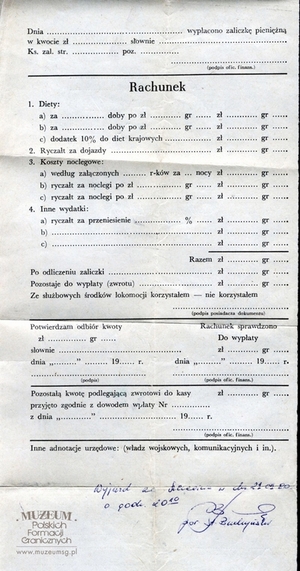 Dnia ........................ wypłacono zaliczkę pieniężną
w kwocie zł ................ słownie ........................
Ks. zal. str. ......... poz. ............
(podpis ofic. finans.)
Rachunek
1. Diety:
a) za ............ doby po zł ......... gr ...... zł ......... gr ......
b) za ............ doby po zł ......... gr ...... zł ......... gr ......
c) dodatek 10% do diet krajowych ............ zł ......... gr ......
2. Ryczałt za dojazdy ........................ zł ......... gr ......
3. Koszty noclegowe:
a) według załączonych ......... r-ków za ... nocy zł ......... gr ......
b) ryczałt za noclegi po zł ......... gr ...... zł ......... gr ......
c) ryczałt za noclegi po zł ......... gr ...... zł ......... gr ......
4. Inne wydatki:
a) ryczałt za przeniesienie ............ % ...... zł ......... gr ......
b) ........................ zł ......... gr ......
c) ........................ zł ......... gr ......
Razem zł ......... gr ......
Po odliczeniu zaliczki ........................ zł ......... gr ......
Pozostaje do wypłaty (zwrotu) ............ zł ......... gr ......
Ze służbowych środków lokomocji korzystałem — nie korzystałem
(podpis posiadacza dokumentu)
Potwierdzam odbiór kwoty
zł ............ gr ......
słownie ........................
dnia „......" ............ 19...... r.
(podpis)
Rachunek sprawdzono
Do wypłaty
zł ............ gr ......
dnia „......" ............ 19...... r.
(podpis ofic. finans.)
Pozostałą kwotę podlegającą zwrotowi do kasy
przyjęto zgodnie z dowodem wpłaty Nr ............
z dnia „............" ............ 19...... r.
(podpis ofic. finans.)
Inne adnotacje urzędowe: (władz wojskowych, komunikacyjnych i in.).
Wyjazd ze
o godz. 20 10
por.
MUZEUM
Polskich
Formacji
Granicznych
www.muzeumsg.pl